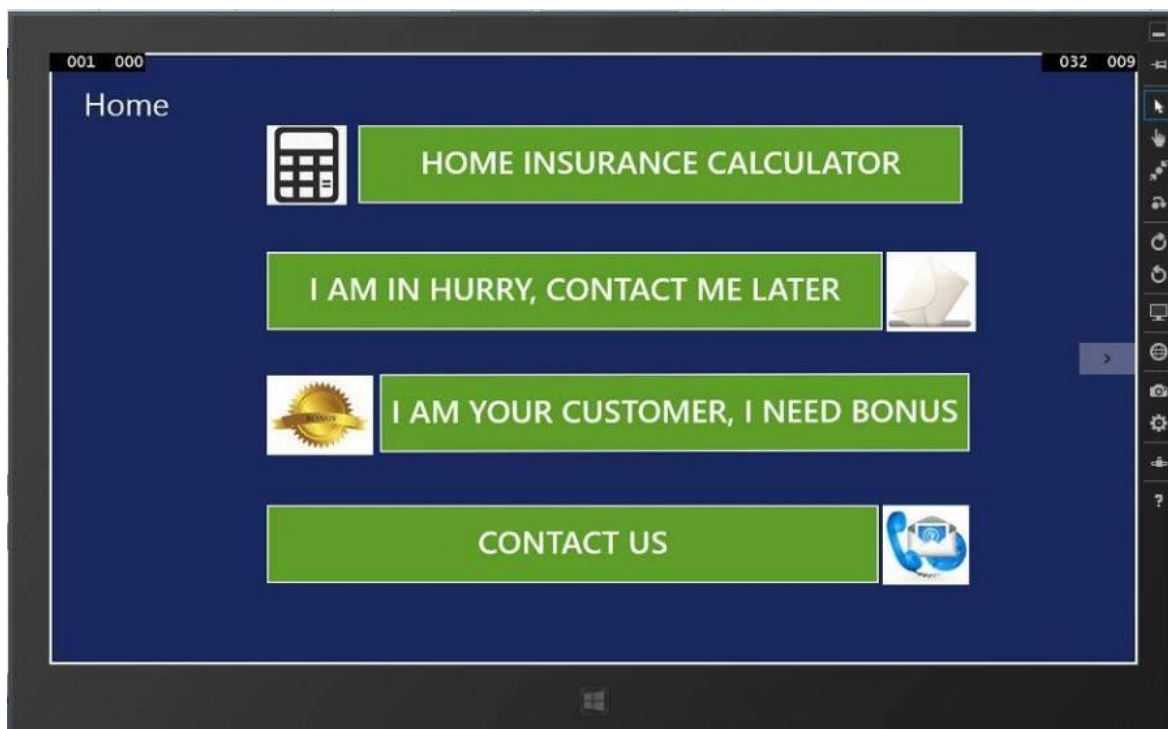 001 000
032 009
Home
HOME INSURANCE CALCULATOR
I AM IN HURRY, CONTACT ME LATER
BONUS
I AM YOUR CUSTOMER, I NEED BONUS
CONTACT US
?